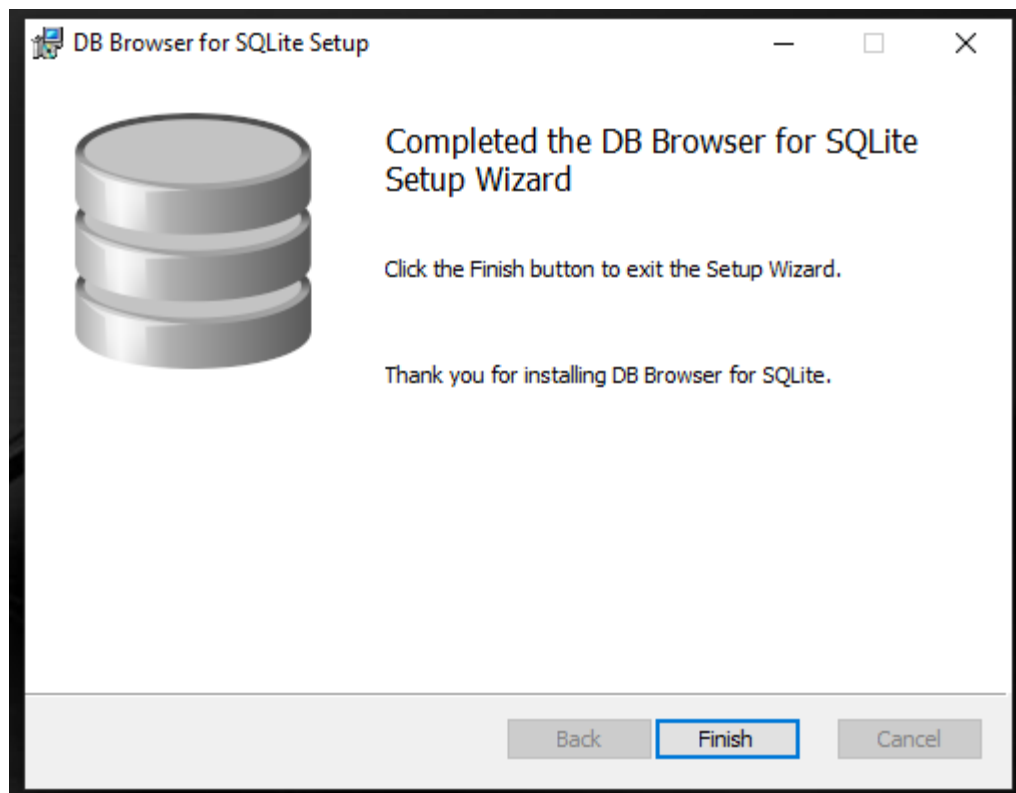 DB Browser for SQLite Setup
Completed the DB Browser for SQLite
Setup Wizard
Click the Finish button to exit the Setup Wizard.
Thank you for installing DB Browser for SQLite.
Back
Finish
Cancel